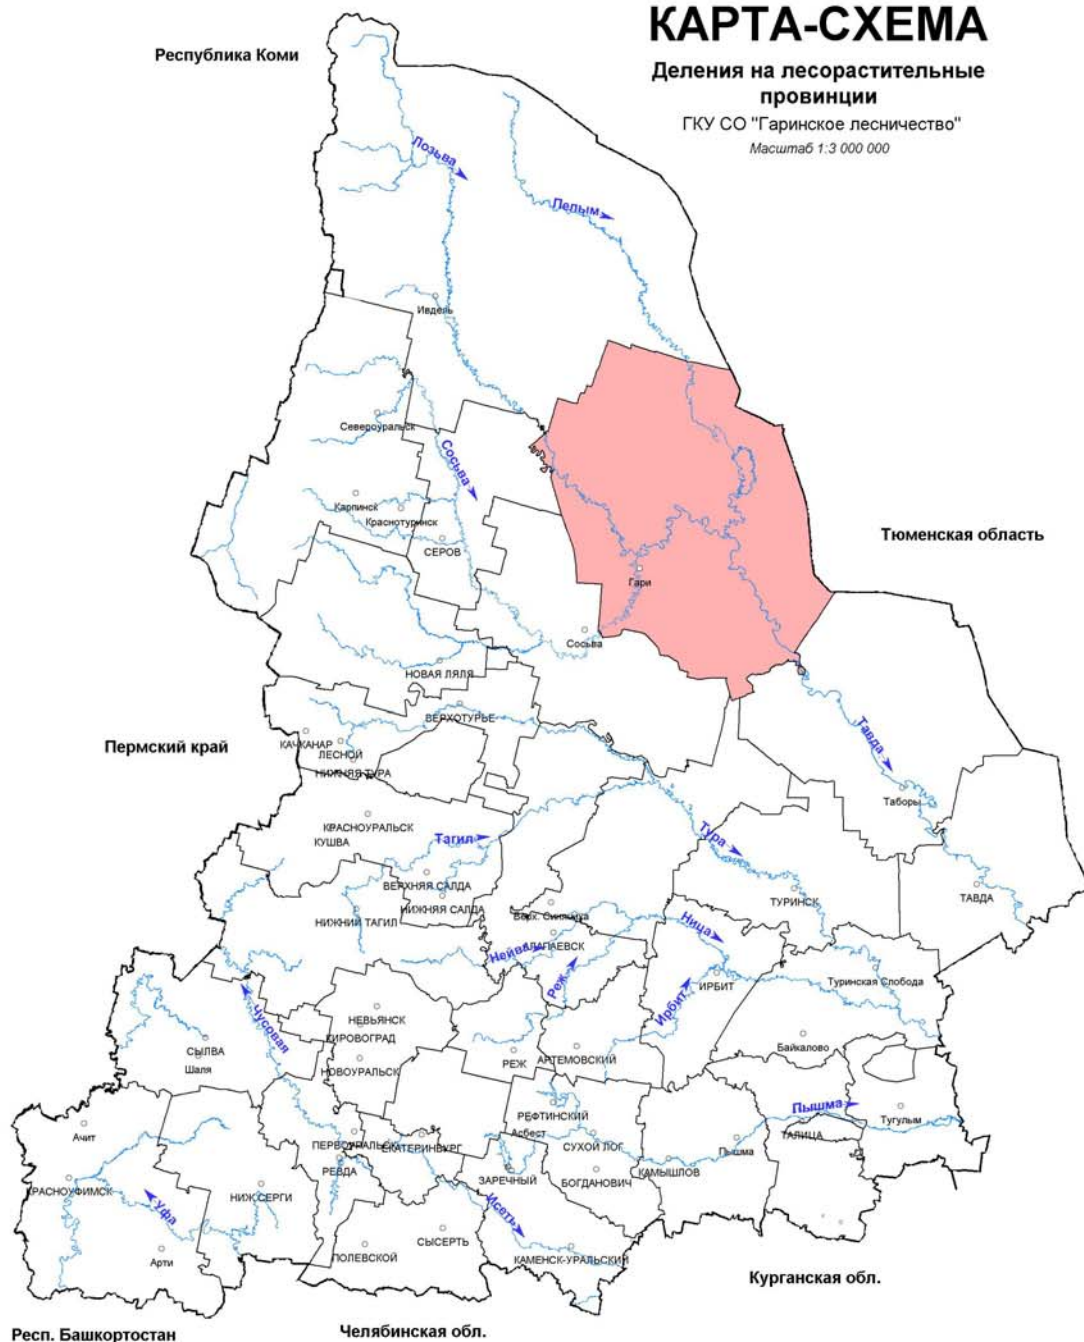 КАРТА-СХЕМА
Деления на лесорастительные
провинции
ГКУ СО "Гаринское лесничество"
Масштаб 1:3 000 000
Республика Коми
Лозьва
Пелым
Ивдель
Североуральск
Сосьва
Карпинск
Краснотурьинск
СЕРОВ
Тюменская область
Гари
Сосьва
НОВАЯ ЛЯЛЯ
ВЕРХОТУРЬЕ
Пермский край
КАЧКАНАР
ЛЕСНОЙ
НИЖНЯЯ ТУРА
Тавда
Таборы
КРАСНОУРАЛЬСК
КУШВА
Тагил
Тура
ВЕРХНЯЯ САЛДА
НИЖНЯЯ САЛДА
НИЖНИЙ ТАГИЛ
ТУРИНСК
ТАВДА
Верх. Синячиха
Ница
АЛАПАЕВСК
Нейва
Реж
Ирбит
ИРБИТ
Туринская Слобода
Чусовая
НЕВЬЯНСК
КИРОВОГРАД
СЫЛВА
Шаля
НОВОУРАЛЬСК
РЕЖ
АРТЕМОВСКИЙ
Байкалово
Пышма
Тугулым
РЕФТИНСКИЙ
Асбест
СУХОЙ ЛОГ
ТАЛИЦА
Ачит
ПЕРВОУРАЛЬСК
ЕКАТЕРИНБУРГ
Пышма
РЕВДА
ЗАРЕЧНЫЙ
БОГДАНОВИЧ
КАМЫШЛОВ
КРАСНОУФИМСК
НИЖ.СЕРГИ
Уфа
Исеть
СЫСЕРТЬ
ПОЛЕВСКОЙ
КАМЕНСК-УРАЛЬСКИЙ
Арти
Курганская обл.
Респ. Башкортостан
Челябинская обл.